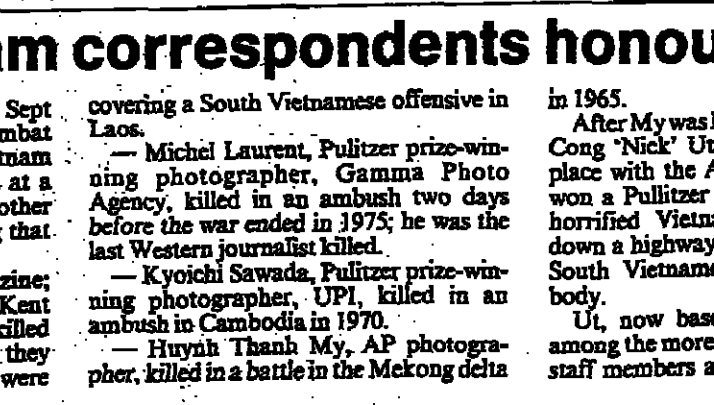 am correspondents honou
Sept
mbat
tnam
at a
other
that
zine;
Kent
killed
they
were
covering a South Vietnamese offensive in
Laos.
— Michel Laurent, Pulitzer prize-win-
ning photographer, Gamma Photo
Agency, killed in an ambush two days
before the war ended in 1975; he was the
last Western journalist killed.
— Kyoichi Sawada, Pulitzer prize-win-
ning photographer, UPI, killed in an
ambush in Cambodia in 1970.
— Huynh Thanh My, AP photogra-
pher, killed in a battle in the Mekong delta
in 1965.
After My was
Cong 'Nick' Ut
place with the A
won a Pullitzer
horrified Vietna
down a highway
South Vietname
body.
Ut, now base
among the more
staff members a